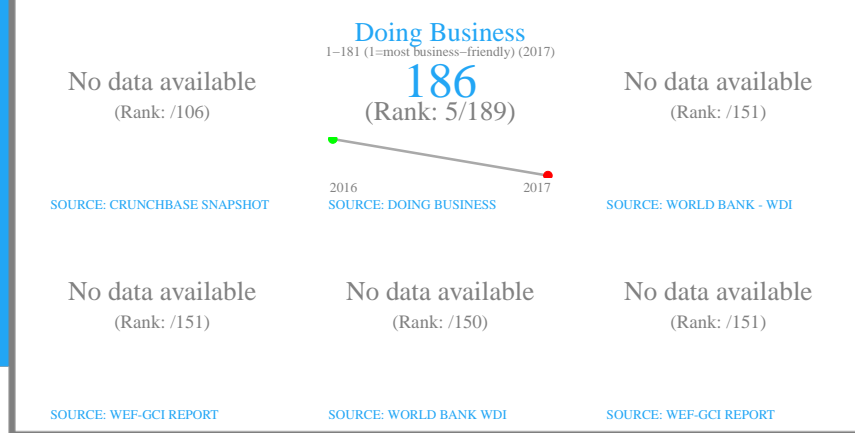 Doing Business
1−181 (1=most business−friendly) (2017)
No data available
(Rank: /106)
186
(Rank: 5/189)
No data available
(Rank: /151)
2016
2017
SOURCE: CRUNCHBASE SNAPSHOT
SOURCE: DOING BUSINESS
SOURCE: WORLD BANK - WDI
No data available
(Rank: /151)
No data available
(Rank: /150)
No data available
(Rank: /151)
SOURCE: WEF-GCI REPORT
SOURCE: WORLD BANK WDI
SOURCE: WEF-GCI REPORT